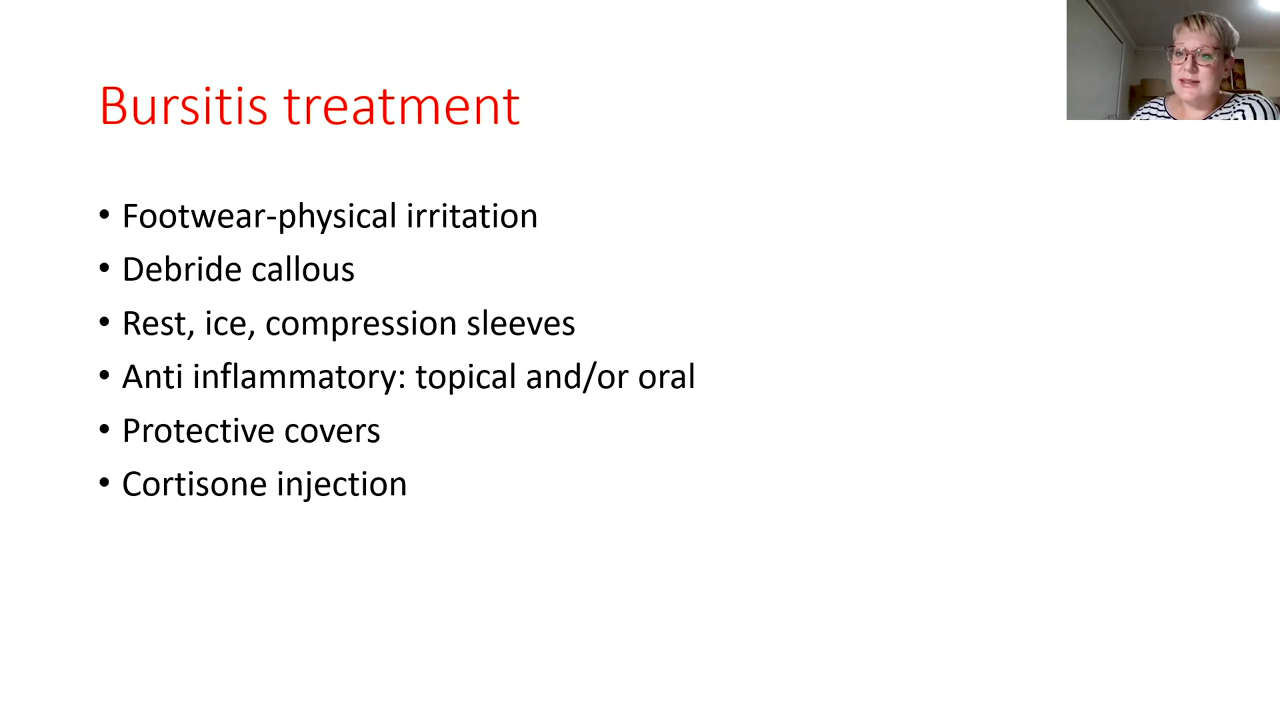 Bursitis treatment
• Footwear-physical irritation
• Debride callous
• Rest, ice, compression sleeves
• Anti inflammatory: topical and/or oral
• Protective covers
• Cortisone injection